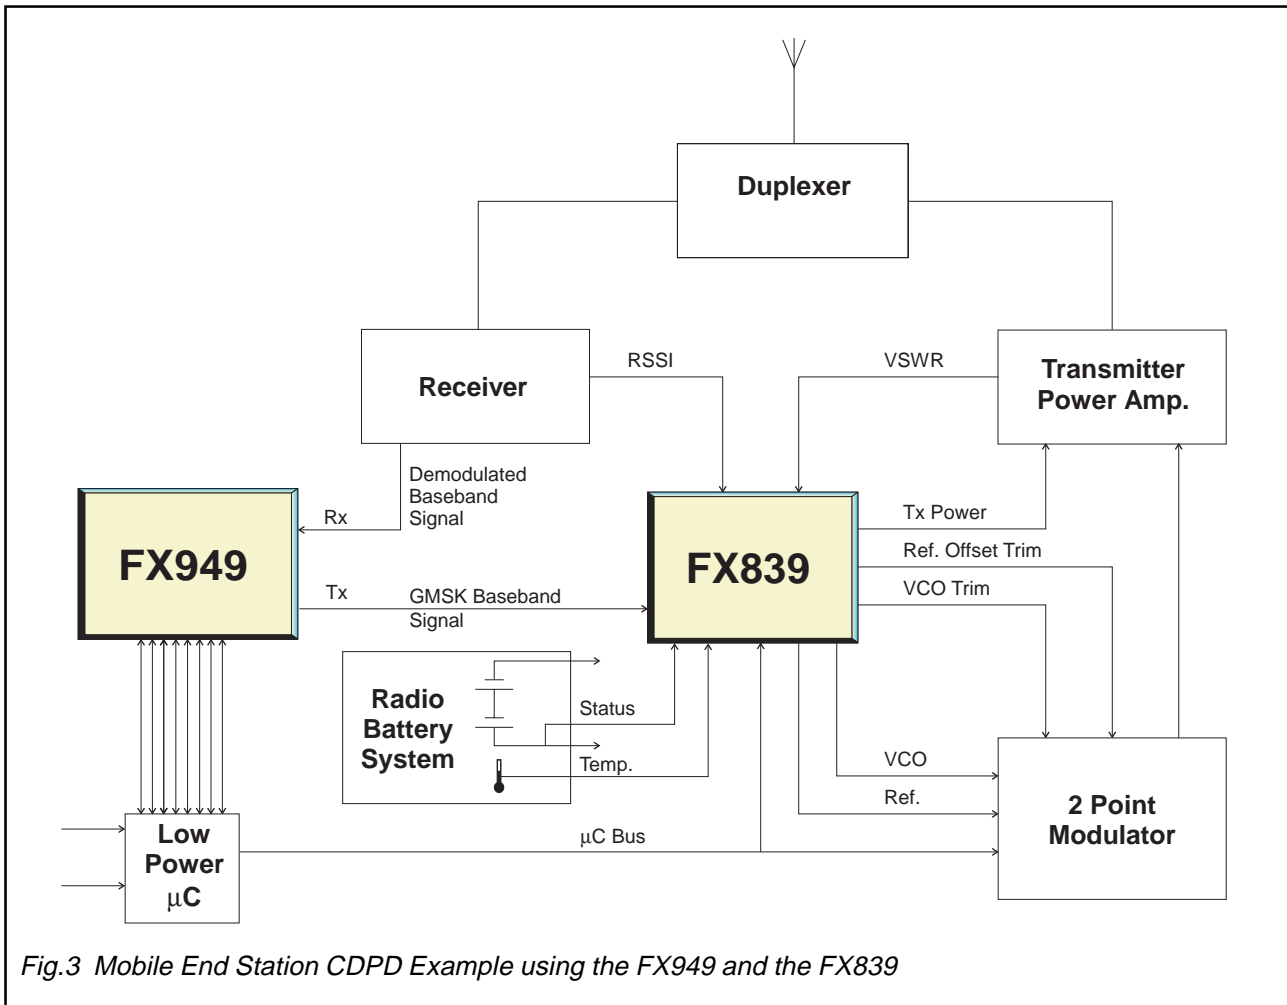 Duplexer
Receiver
RSSI
VSWR
Transmitter
Power Amp.
Demodulated
Baseband
Signal
Rx
FX949
Tx
GMSK Baseband
Signal
FX839
Tx Power
Ref. Offset Trim
VCO Trim
Radio
Battery
System
Status
Temp.
VCO
Ref.
2 Point
Modulator
Low
Power
μC
μC Bus
Fig.3 Mobile End Station CDPD Example using the FX949 and the FX839